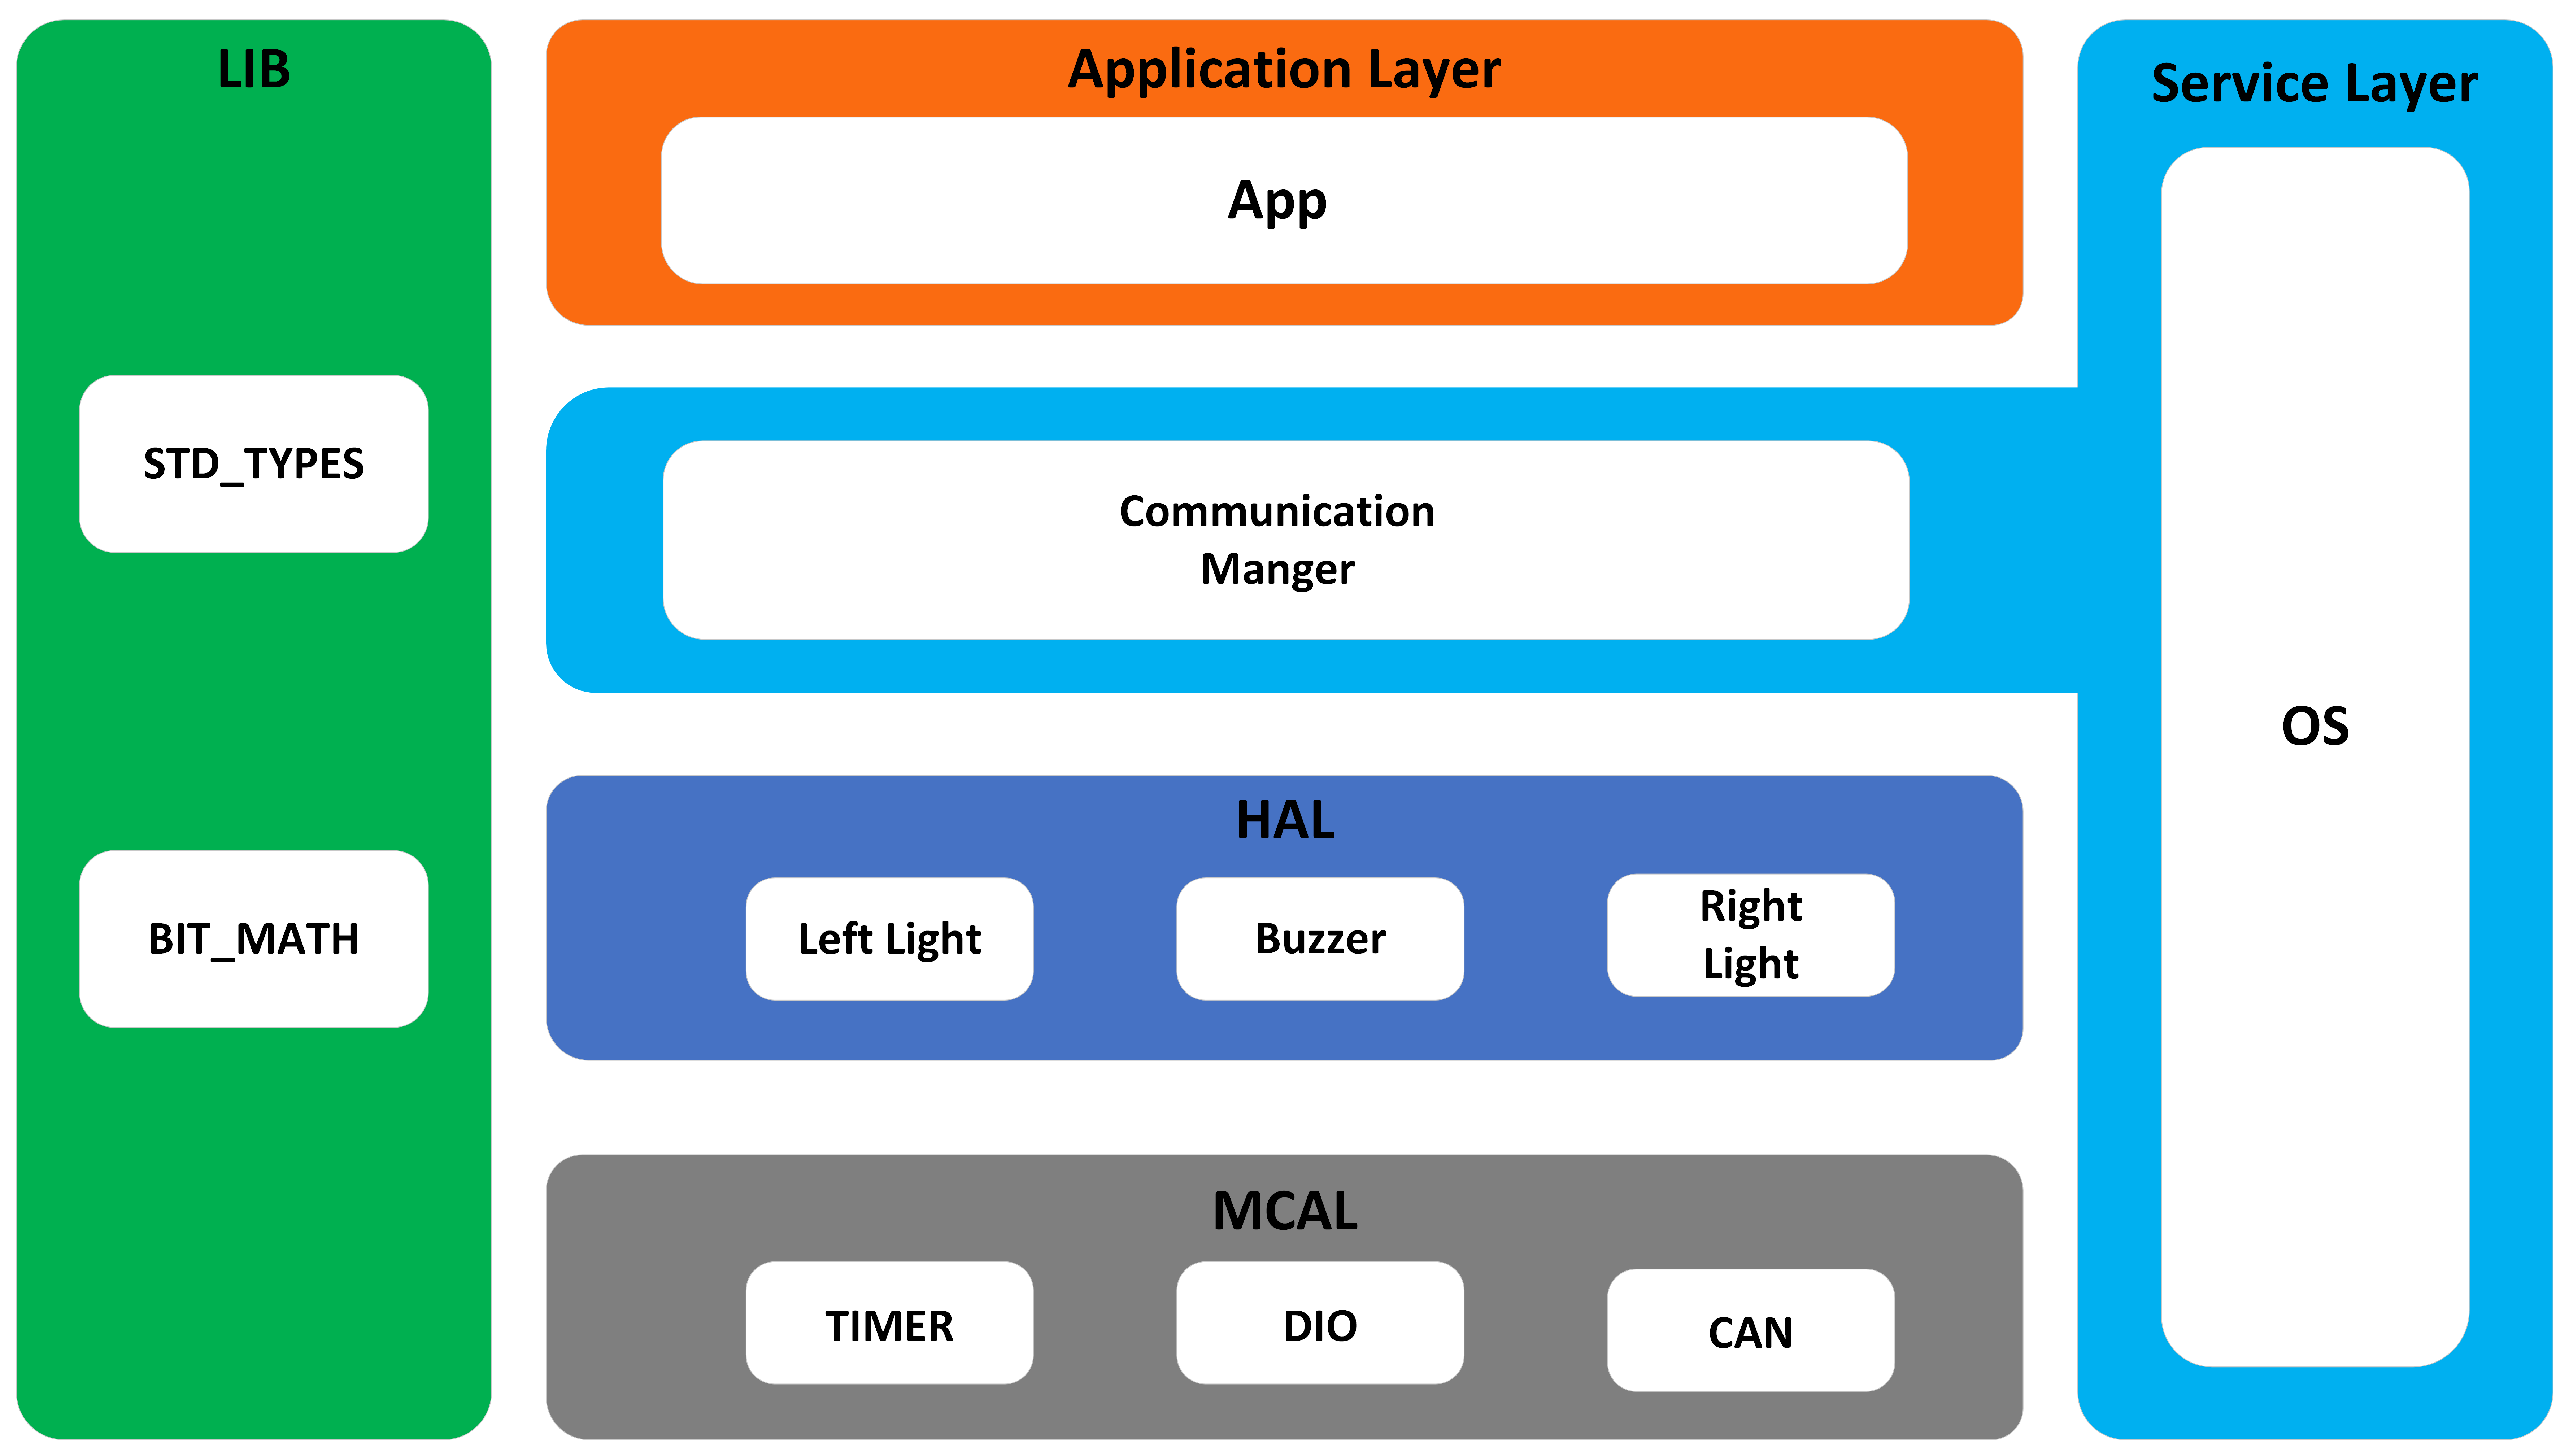 LIB
STD_TYPES
BIT_MATH
Application Layer
App
Communication
Manger
HAL
Left Light
Buzzer
Right
Light
MCAL
TIMER
DIO
CAN
Service Layer
OS